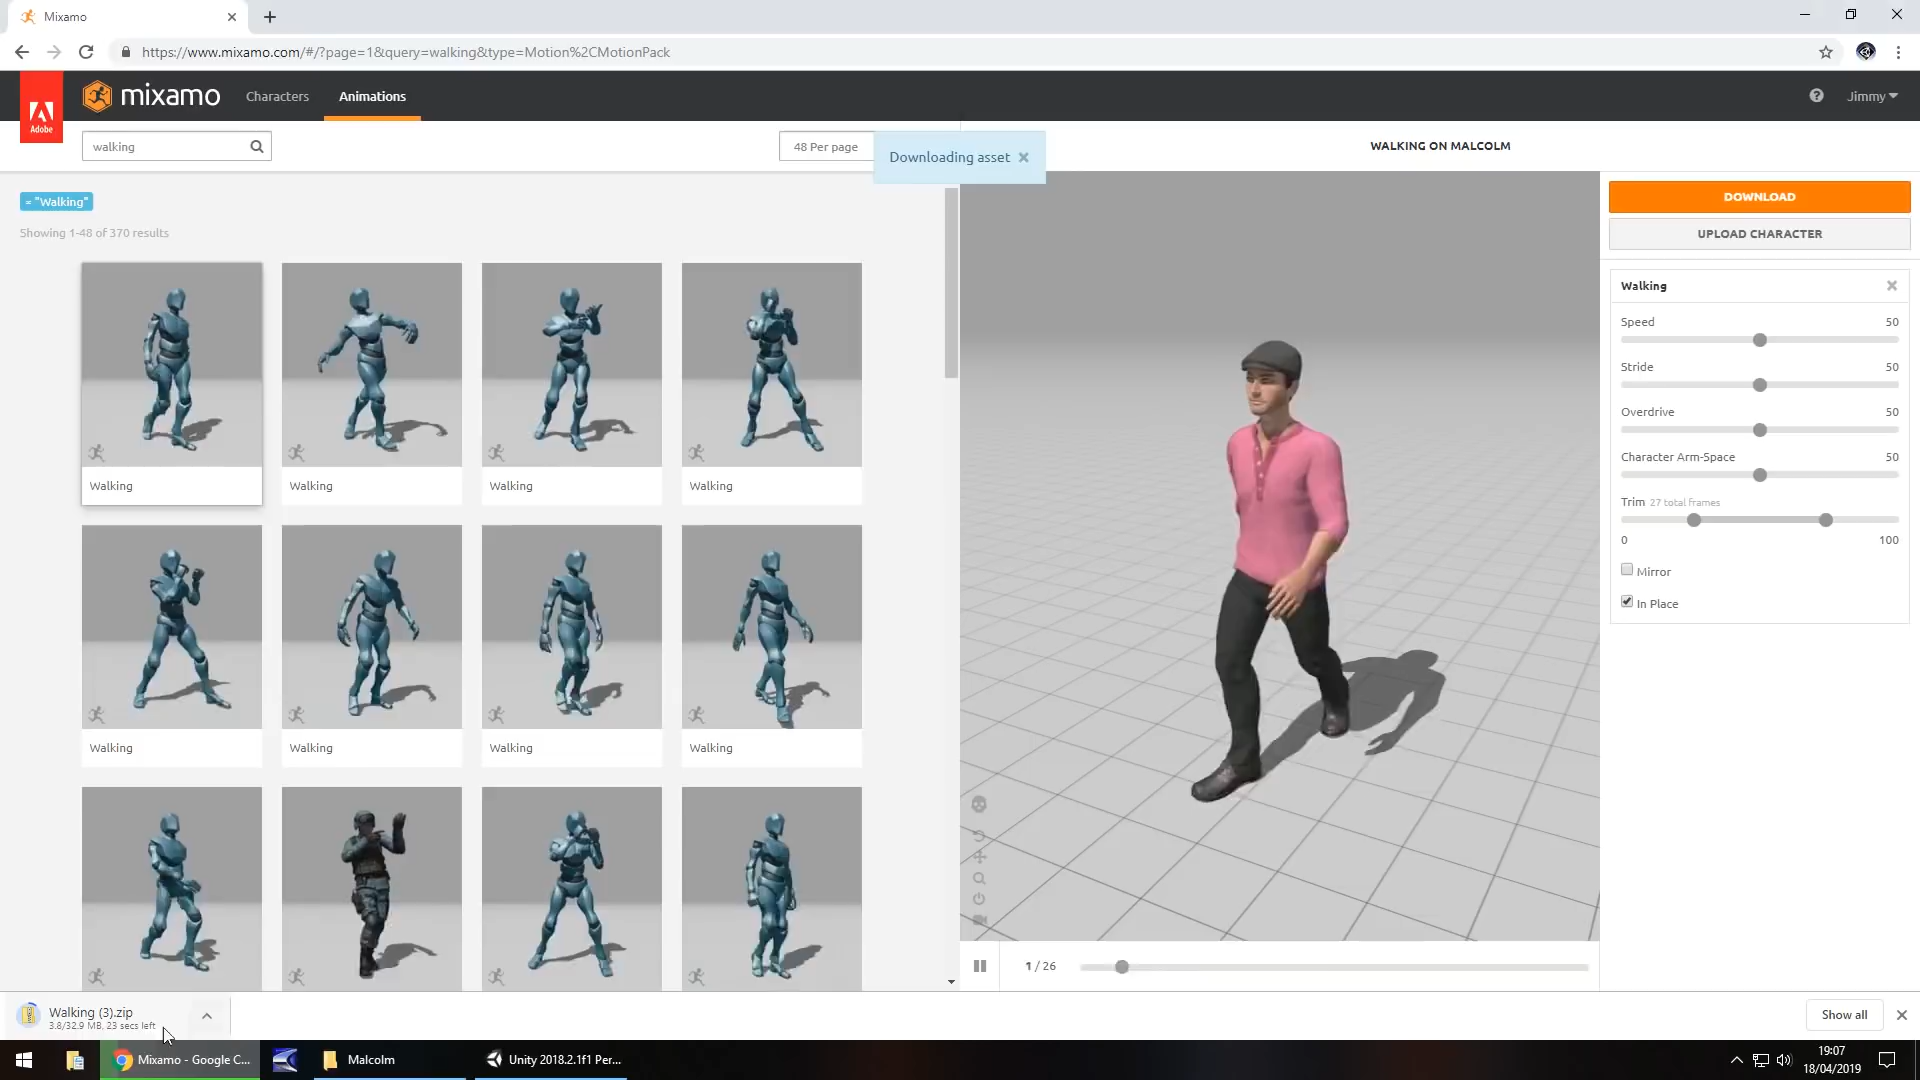 Mixamo
https://www.mixamo.com/#/?page=1&query=walking&type=Motion%2CMotionPack
Adobe
mixamo
Characters
Animations
Jimmy
walking
48 Per page
Downloading asset
WALKING ON MALCOLM
= "Walking"
Showing 1-48 of 370 results
DOWNLOAD
UPLOAD CHARACTER
Walking
Speed 50
Stride 50
Overdrive 50
Character Arm-Space 50
Trim 27 total frames
0 100
Mirror
In Place
Walking Walking Walking Walking
Walking Walking Walking Walking
1 / 26
Walking (3).zip
3.8/32.9 MB, 23 secs left
Show all
Mixamo - Google C...
Malcolm
Unity 2018.2.1f1 Per...
19:07
18/04/2019